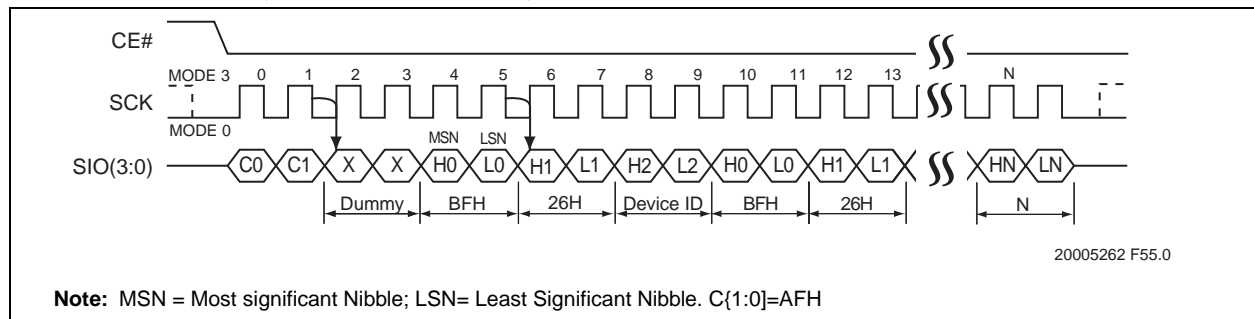 CE#
MODE 3 0 1 2 3 4 5 6 7 8 9 10 11 12 13 N
SCK
MODE 0
MSN LSN
SIO(3:0) C0 C1 X X H0 L0 H1 L1 H2 L2 H0 L0 H1 L1 HN LN
Dummy BFH 26H Device ID BFH 26H N
20005262 F55.0
Note: MSN = Most significant Nibble; LSN= Least Significant Nibble. C{1:0]=AFH